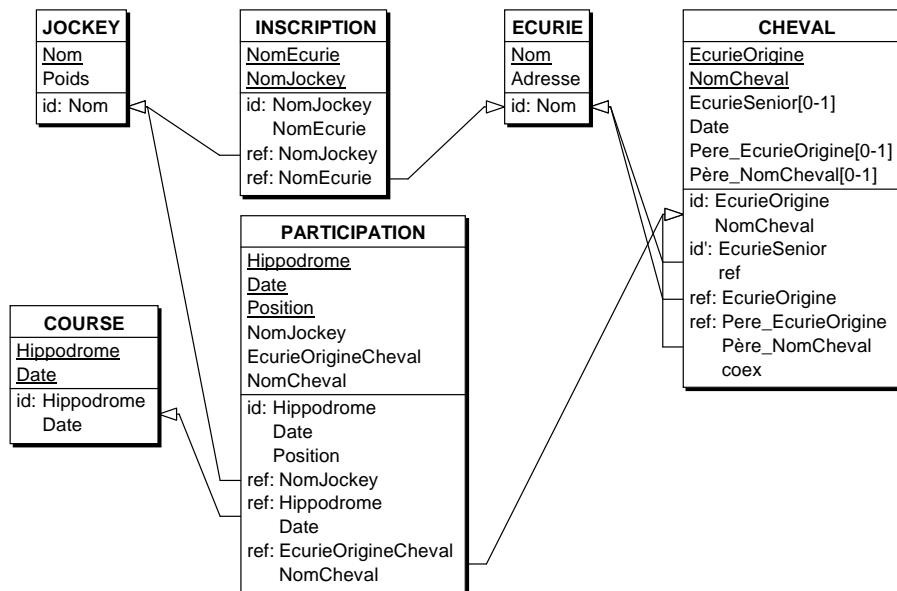 JOCKEY
Nom
Poids
id: Nom
INSCRIPTION
NomEcurie
NomJockey
id: NomJockey
NomEcurie
ref: NomJockey
ref: NomEcurie
ECURIE
Nom
Adresse
id: Nom
CHEVAL
EcurieOrigine
NomCheval
EcurieSenior[0-1]
Date
Pere_EcurieOrigine[0-1]
Père_NomCheval[0-1]
id: EcurieOrigine
NomCheval
id': EcurieSenior
ref
ref: EcurieOrigine
ref: Pere_EcurieOrigine
Père_NomCheval
coex
COURSE
Hippodrome
Date
id: Hippodrome
Date
PARTICIPATION
Hippodrome
Date
Position
NomJockey
EcurieOrigineCheval
NomCheval
id: Hippodrome
Date
Position
ref: NomJockey
ref: Hippodrome
Date
ref: EcurieOrigineCheval
NomCheval